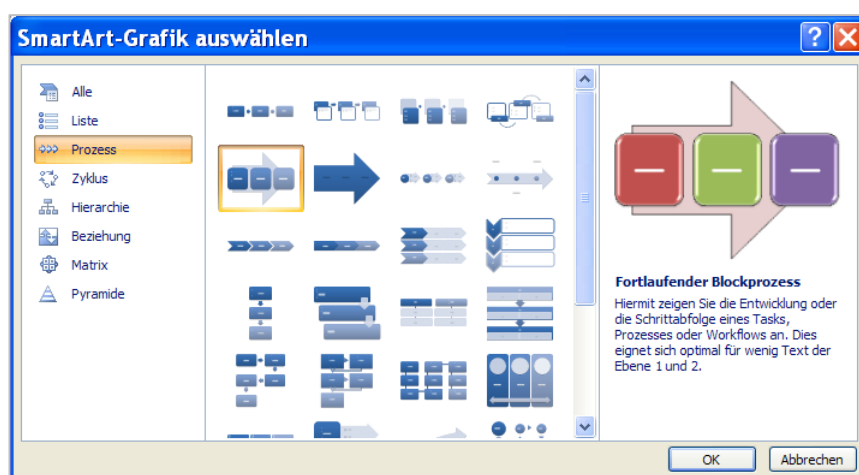 SmartArt-Grafik auswählen
Alle
Liste
Prozess
Zyklus
Hierarchie
Beziehung
Matrix
Pyramide
Fortlaufender Blockprozess
Hiermit zeigen Sie die Entwicklung oder
die Schrittabfolge eines Tasks,
Prozesses oder Workflows an. Dies
eignet sich optimal für wenig Text der
Ebene 1 und 2.
OK
Abbrechen